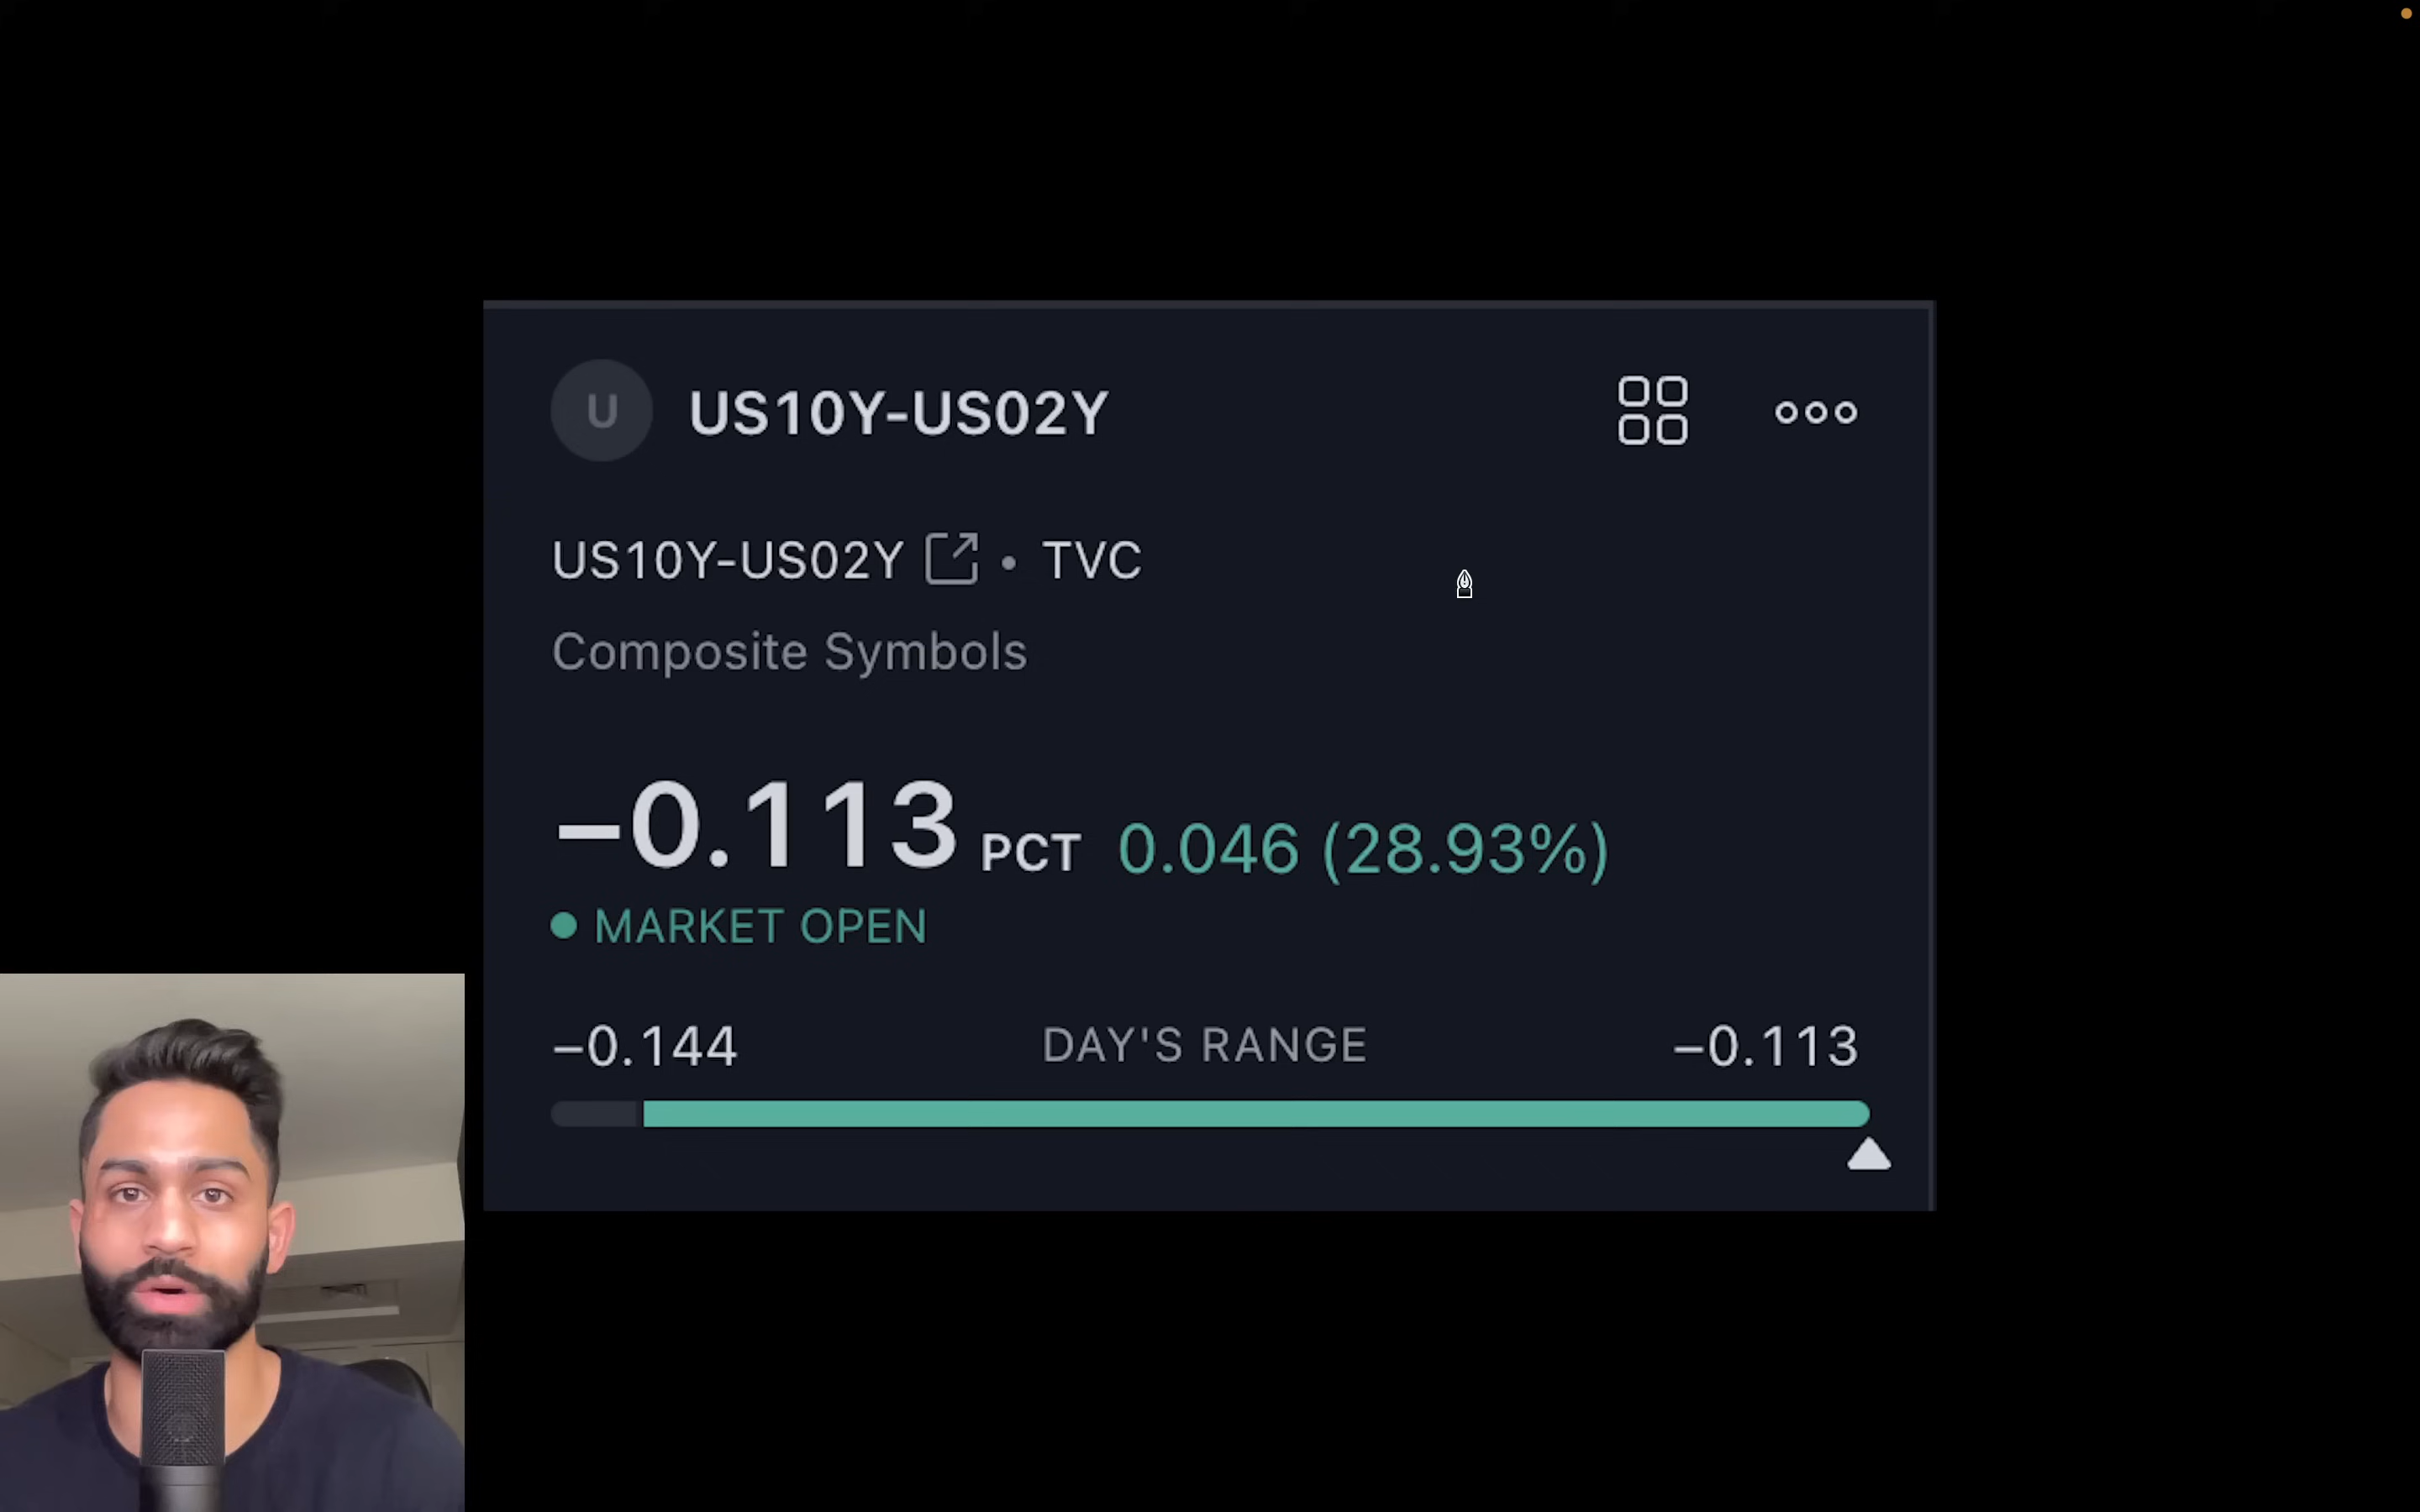 U US10Y-US02Y
US10Y-US02Y • TVC
Composite Symbols
−0.113 PCT 0.046 (28.93%)
MARKET OPEN
−0.144 DAY'S RANGE −0.113